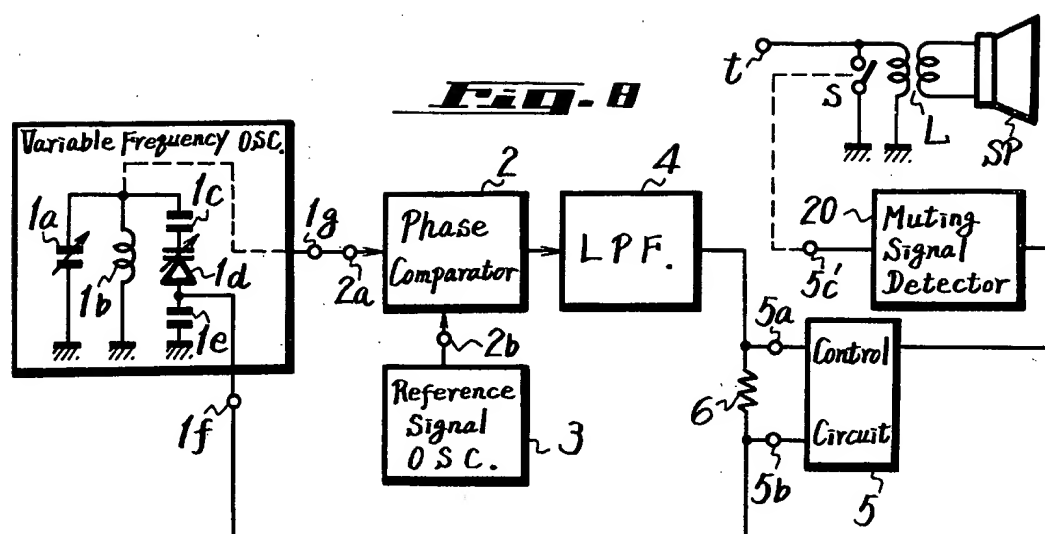 Fig. 8
t
S
L
SP
Variable Frequency OSC.
1a
1b
1c
1d
1e
1f
1g
2a
2
Phase
Comparator
2b
Reference
Signal
OSC.
3
4
LPF.
20
Muting
Signal
Detector
5c'
5a
6
5b
Control
Circuit
5